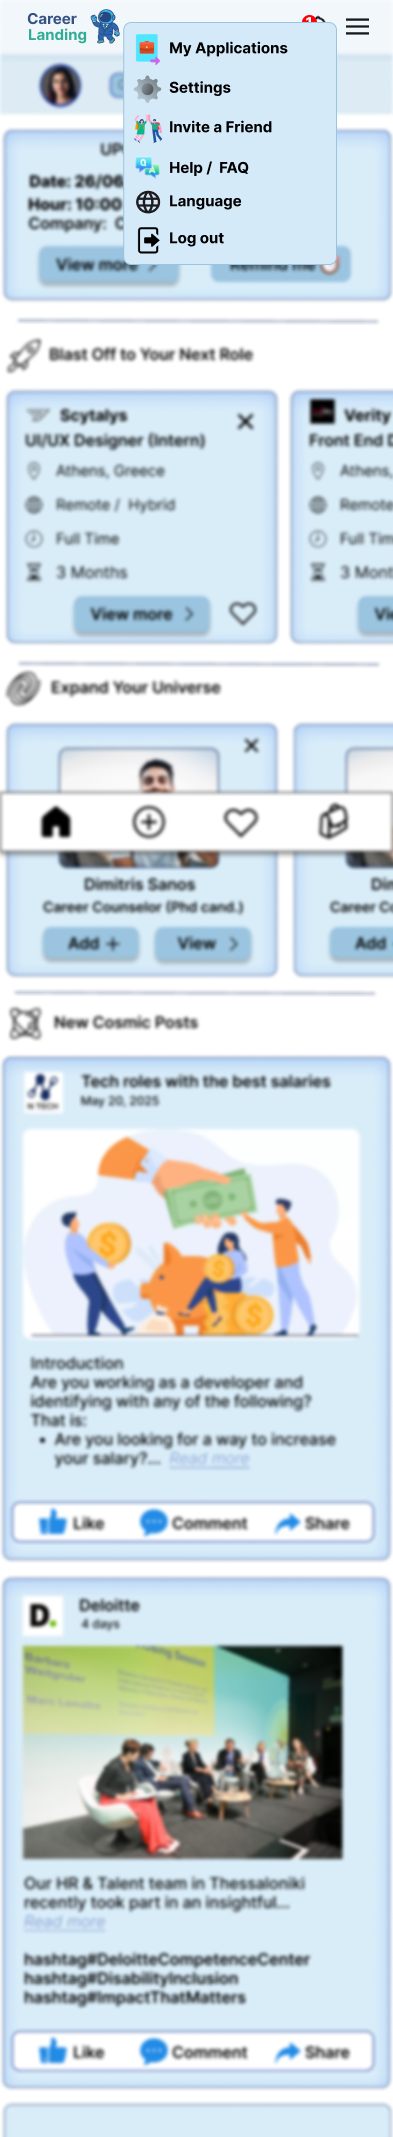 Career
Landing
My Applications
Settings
Invite a Friend
Help / FAQ
Language
Log out
Date: 26/06
Hour: 10:00
Company:
View more
Remind me
Blast Off to Your Next Role
Scytalys
UI/UX Designer (Intern)
Athens, Greece
Remote / Hybrid
Full Time
3 Months
View more
Verity
Front End D
Athens,
Remote
Full Tim
3 Mont
Vi
Expand Your Universe
Dimitris Sanos
Career Counselor (Phd cand.)
Add +
View
Dim
Career Co
Add
New Cosmic Posts
N TECH
Tech roles with the best salaries
May 20, 2025
Introduction
Are you working as a developer and
identifying with any of the following?
That is:
• Are you looking for a way to increase
your salary?... Read more
Like
Comment
Share
D.
Deloitte
4 days
Our HR & Talent team in Thessaloniki
recently took part in an insightful...
Read more
hashtag#DeloitteCompetenceCenter
hashtag#DisabilityInclusion
hashtag#ImpactThatMatters
Like
Comment
Share